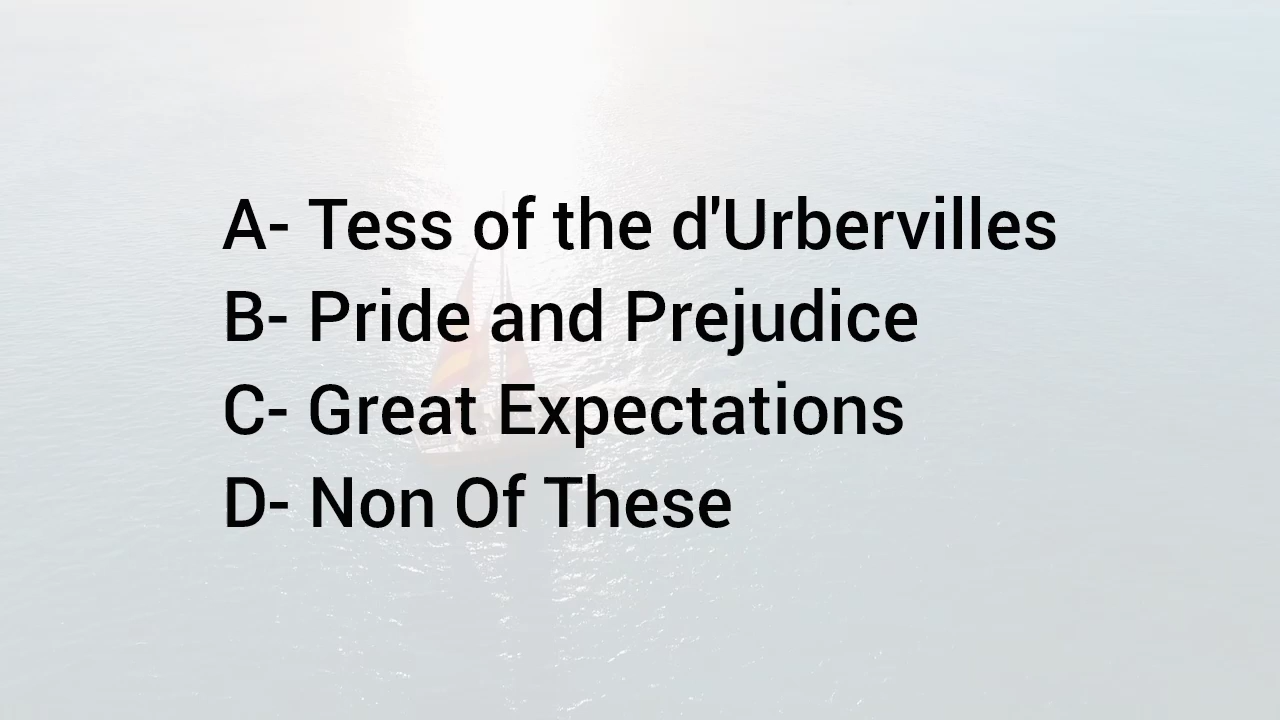 A- Tess of the d'Urbervilles
B- Pride and Prejudice
C- Great Expectations
D- Non Of These